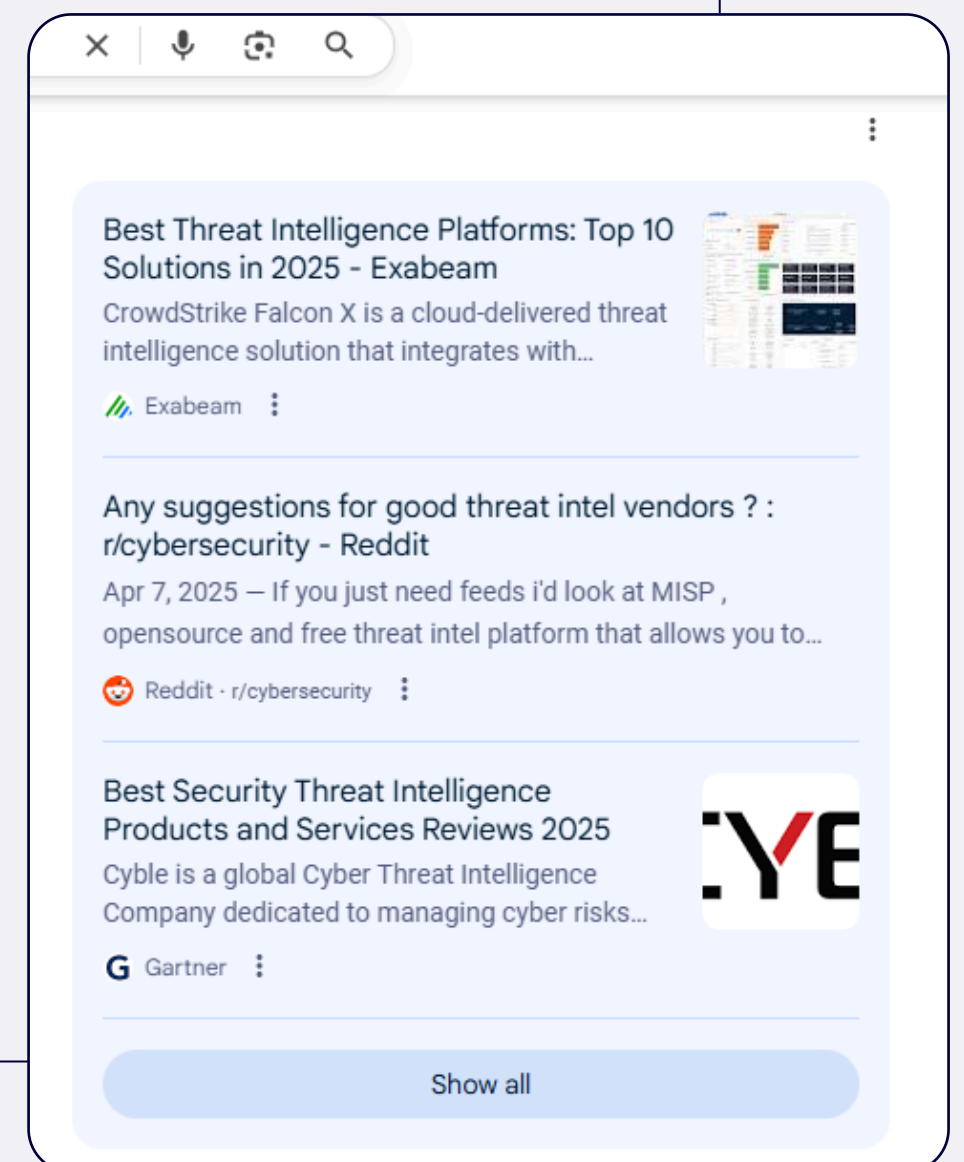 Best Threat Intelligence Platforms: Top 10
Solutions in 2025 - Exabeam
CrowdStrike Falcon X is a cloud-delivered threat
intelligence solution that integrates with...
Exabeam
Any suggestions for good threat intel vendors ? :
r/cybersecurity - Reddit
Apr 7, 2025 — If you just need feeds i'd look at MISP ,
opensource and free threat intel platform that allows you to...
Reddit · r/cybersecurity
Best Security Threat Intelligence
Products and Services Reviews 2025
CYB
Cyble is a global Cyber Threat Intelligence
Company dedicated to managing cyber risks...
G Gartner
Show all